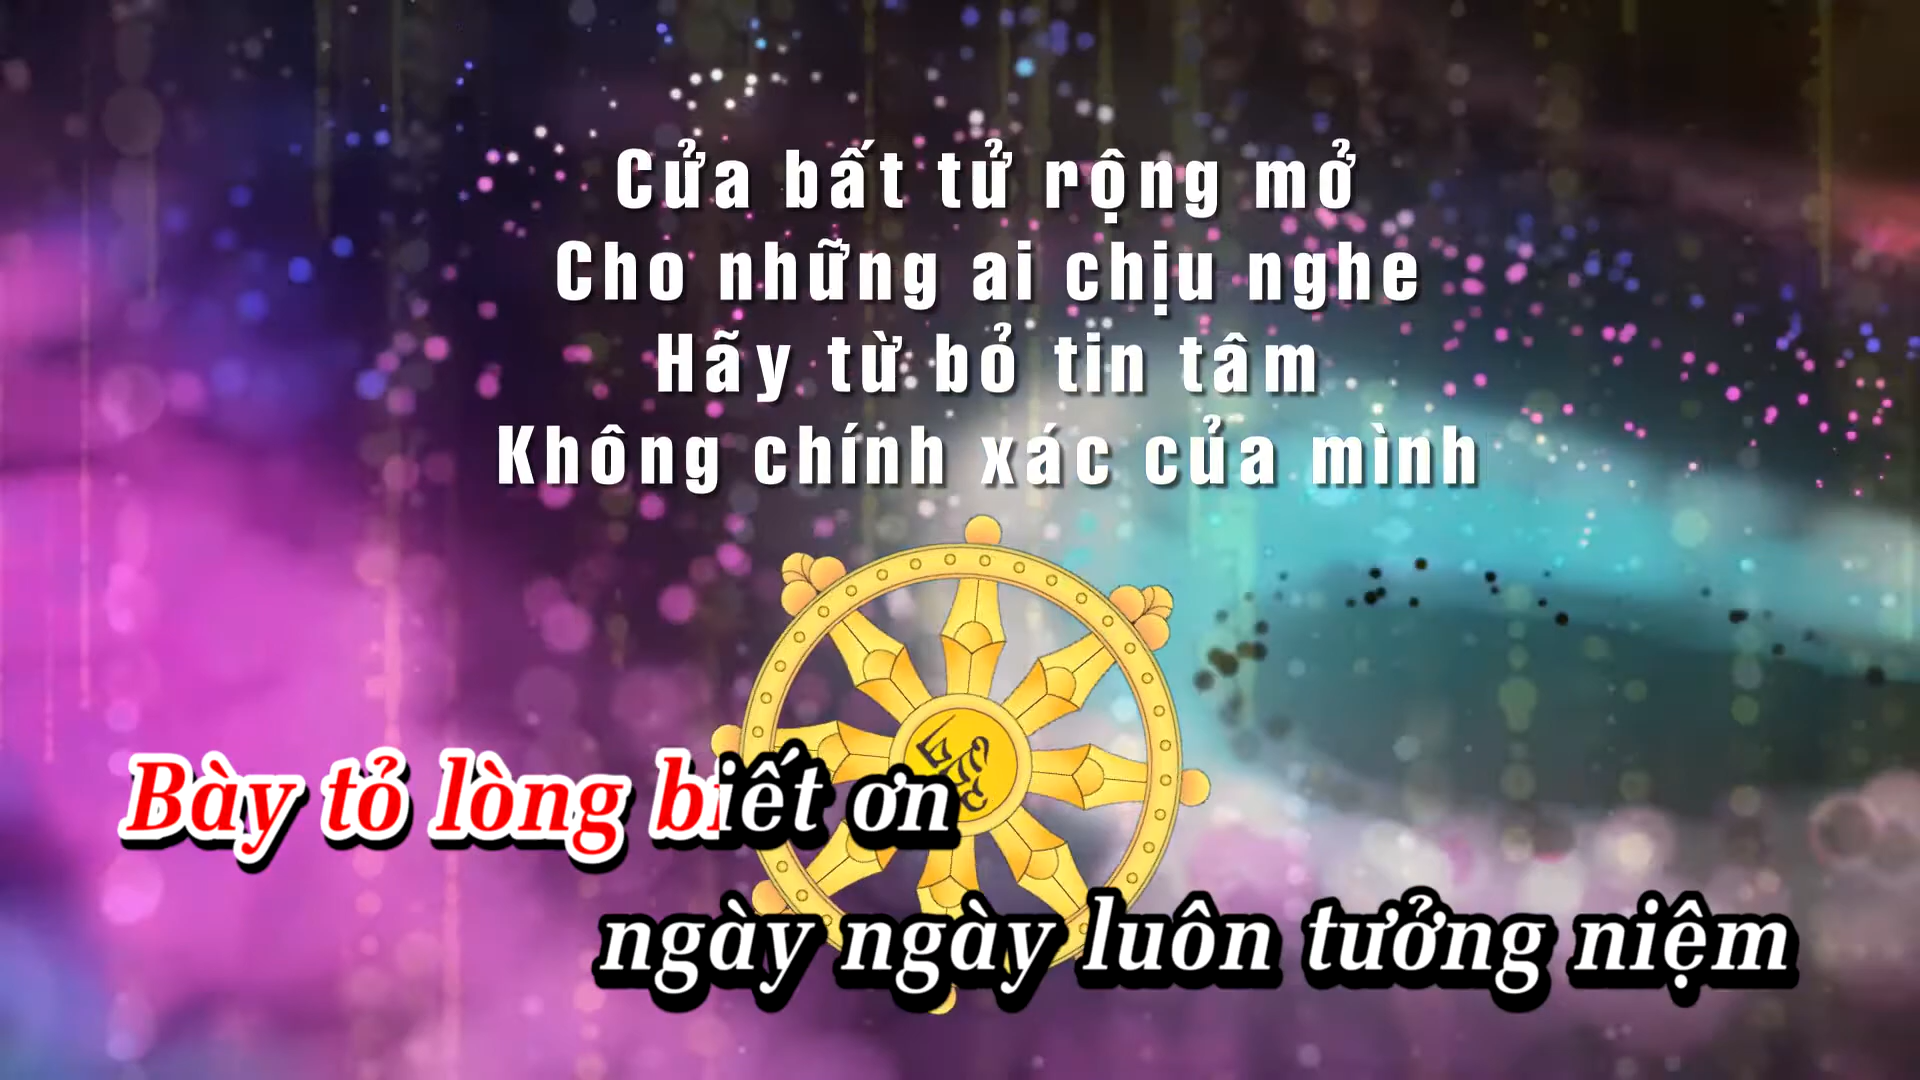 Cửa bất tử rộng mở
Cho những ai chịu nghe
Hãy từ bỏ tin tâm
Không chính xác của mình
Bày tỏ lòng biết ơn
ngày ngày luôn tưởng niệm